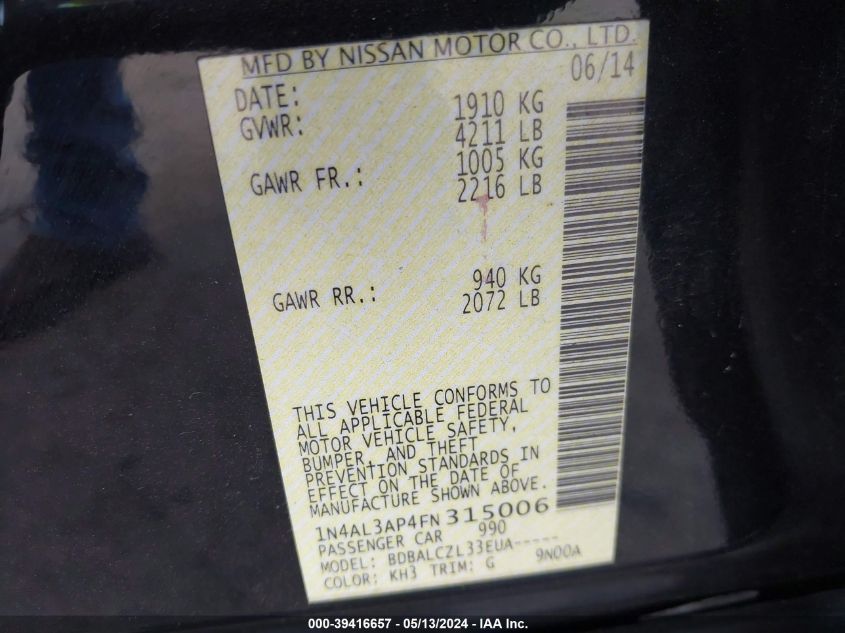 MFD BY NISSAN MOTOR CO., LTD.
DATE: 06/14
GVWR: 1910 KG
4211 LB
GAWR FR.: 1005 KG
2216 LB
GAWR RR.: 940 KG
2072 LB
THIS VEHICLE CONFORMS TO
ALL APPLICABLE FEDERAL
MOTOR VEHICLE SAFETY,
BUMPER, AND THEFT
PREVENTION STANDARDS IN
EFFECT ON THE DATE OF
MANUFACTURE SHOWN ABOVE.
1N4AL3AP4FN315006
PASSENGER CAR 990
MODEL: BDBALCZL33EUA-----
COLOR: KH3 TRIM: G 9N00A
000-39416657 / 05/13/2024 - IAA Inc.